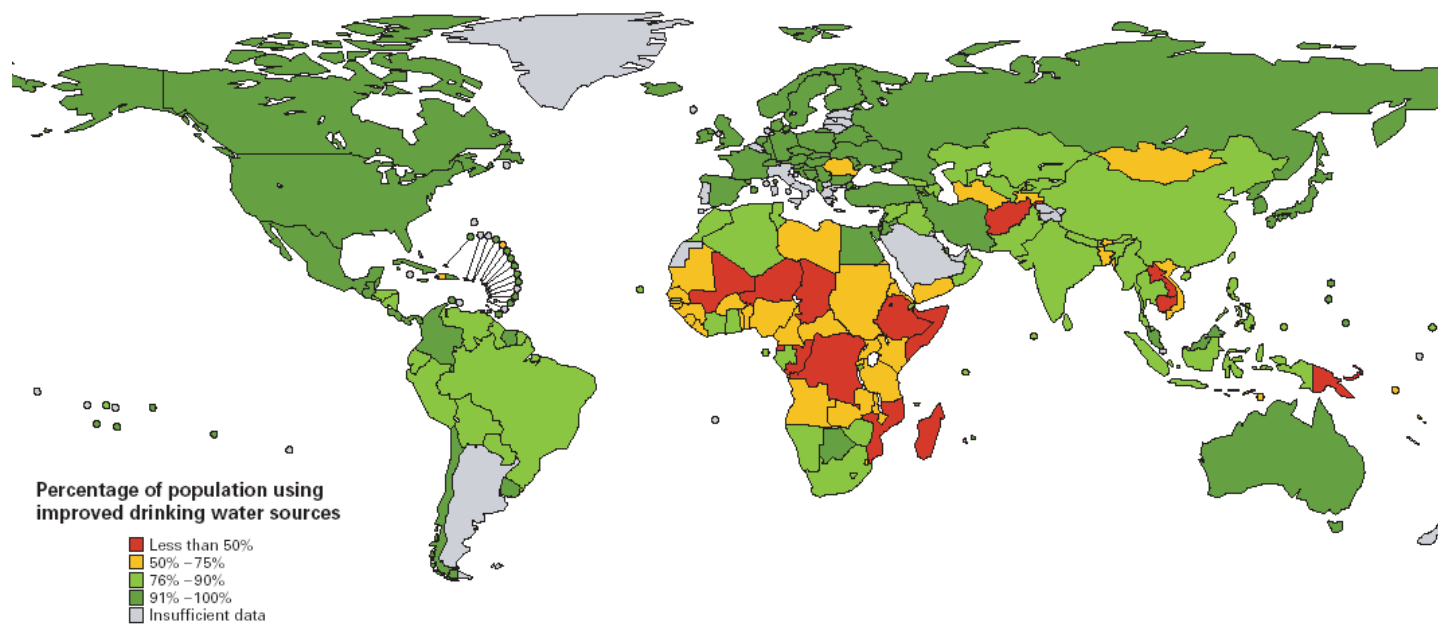 Percentage of population using
improved drinking water sources
Less than 50%
50% –75%
76% –90%
91% –100%
Insufficient data